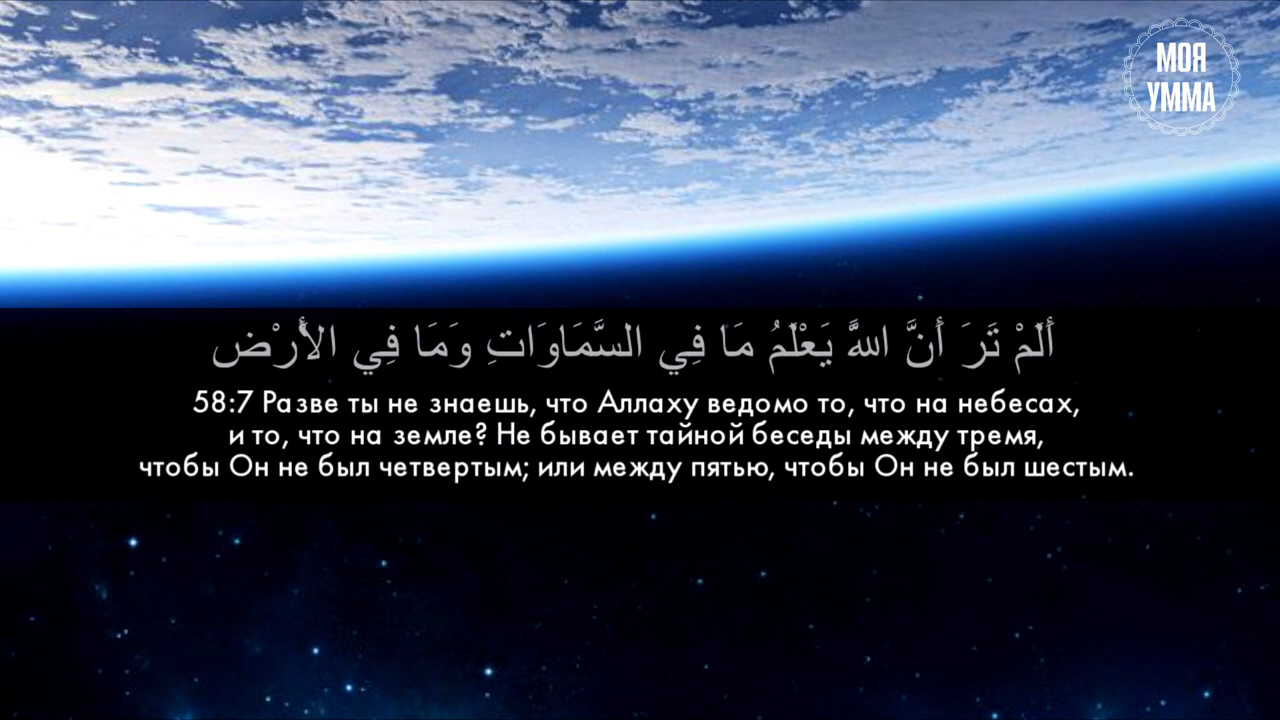 МОЯ
УММА
أَلَمْ تَرَ أَنَّ اللَّهَ يَعْلَمُ مَا فِي السَّمَاوَاتِ وَمَا فِي الأَرْضِ
58:7 Разве ты не знаешь, что Аллаху ведомо то, что на небесах,
и то, что на земле? Не бывает тайной беседы между тремя,
чтобы Он не был четвертым; или между пятью, чтобы Он не был шестым.